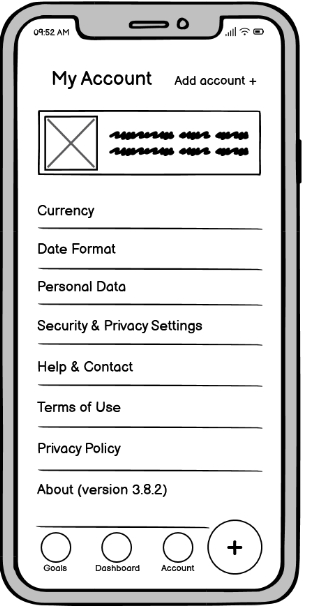 09:52 AM
My Account
Add account +
Currency
Date Format
Personal Data
Security & Privacy Settings
Help & Contact
Terms of Use
Privacy Policy
About (version 3.8.2)
+
Goals
Dashboard
Account